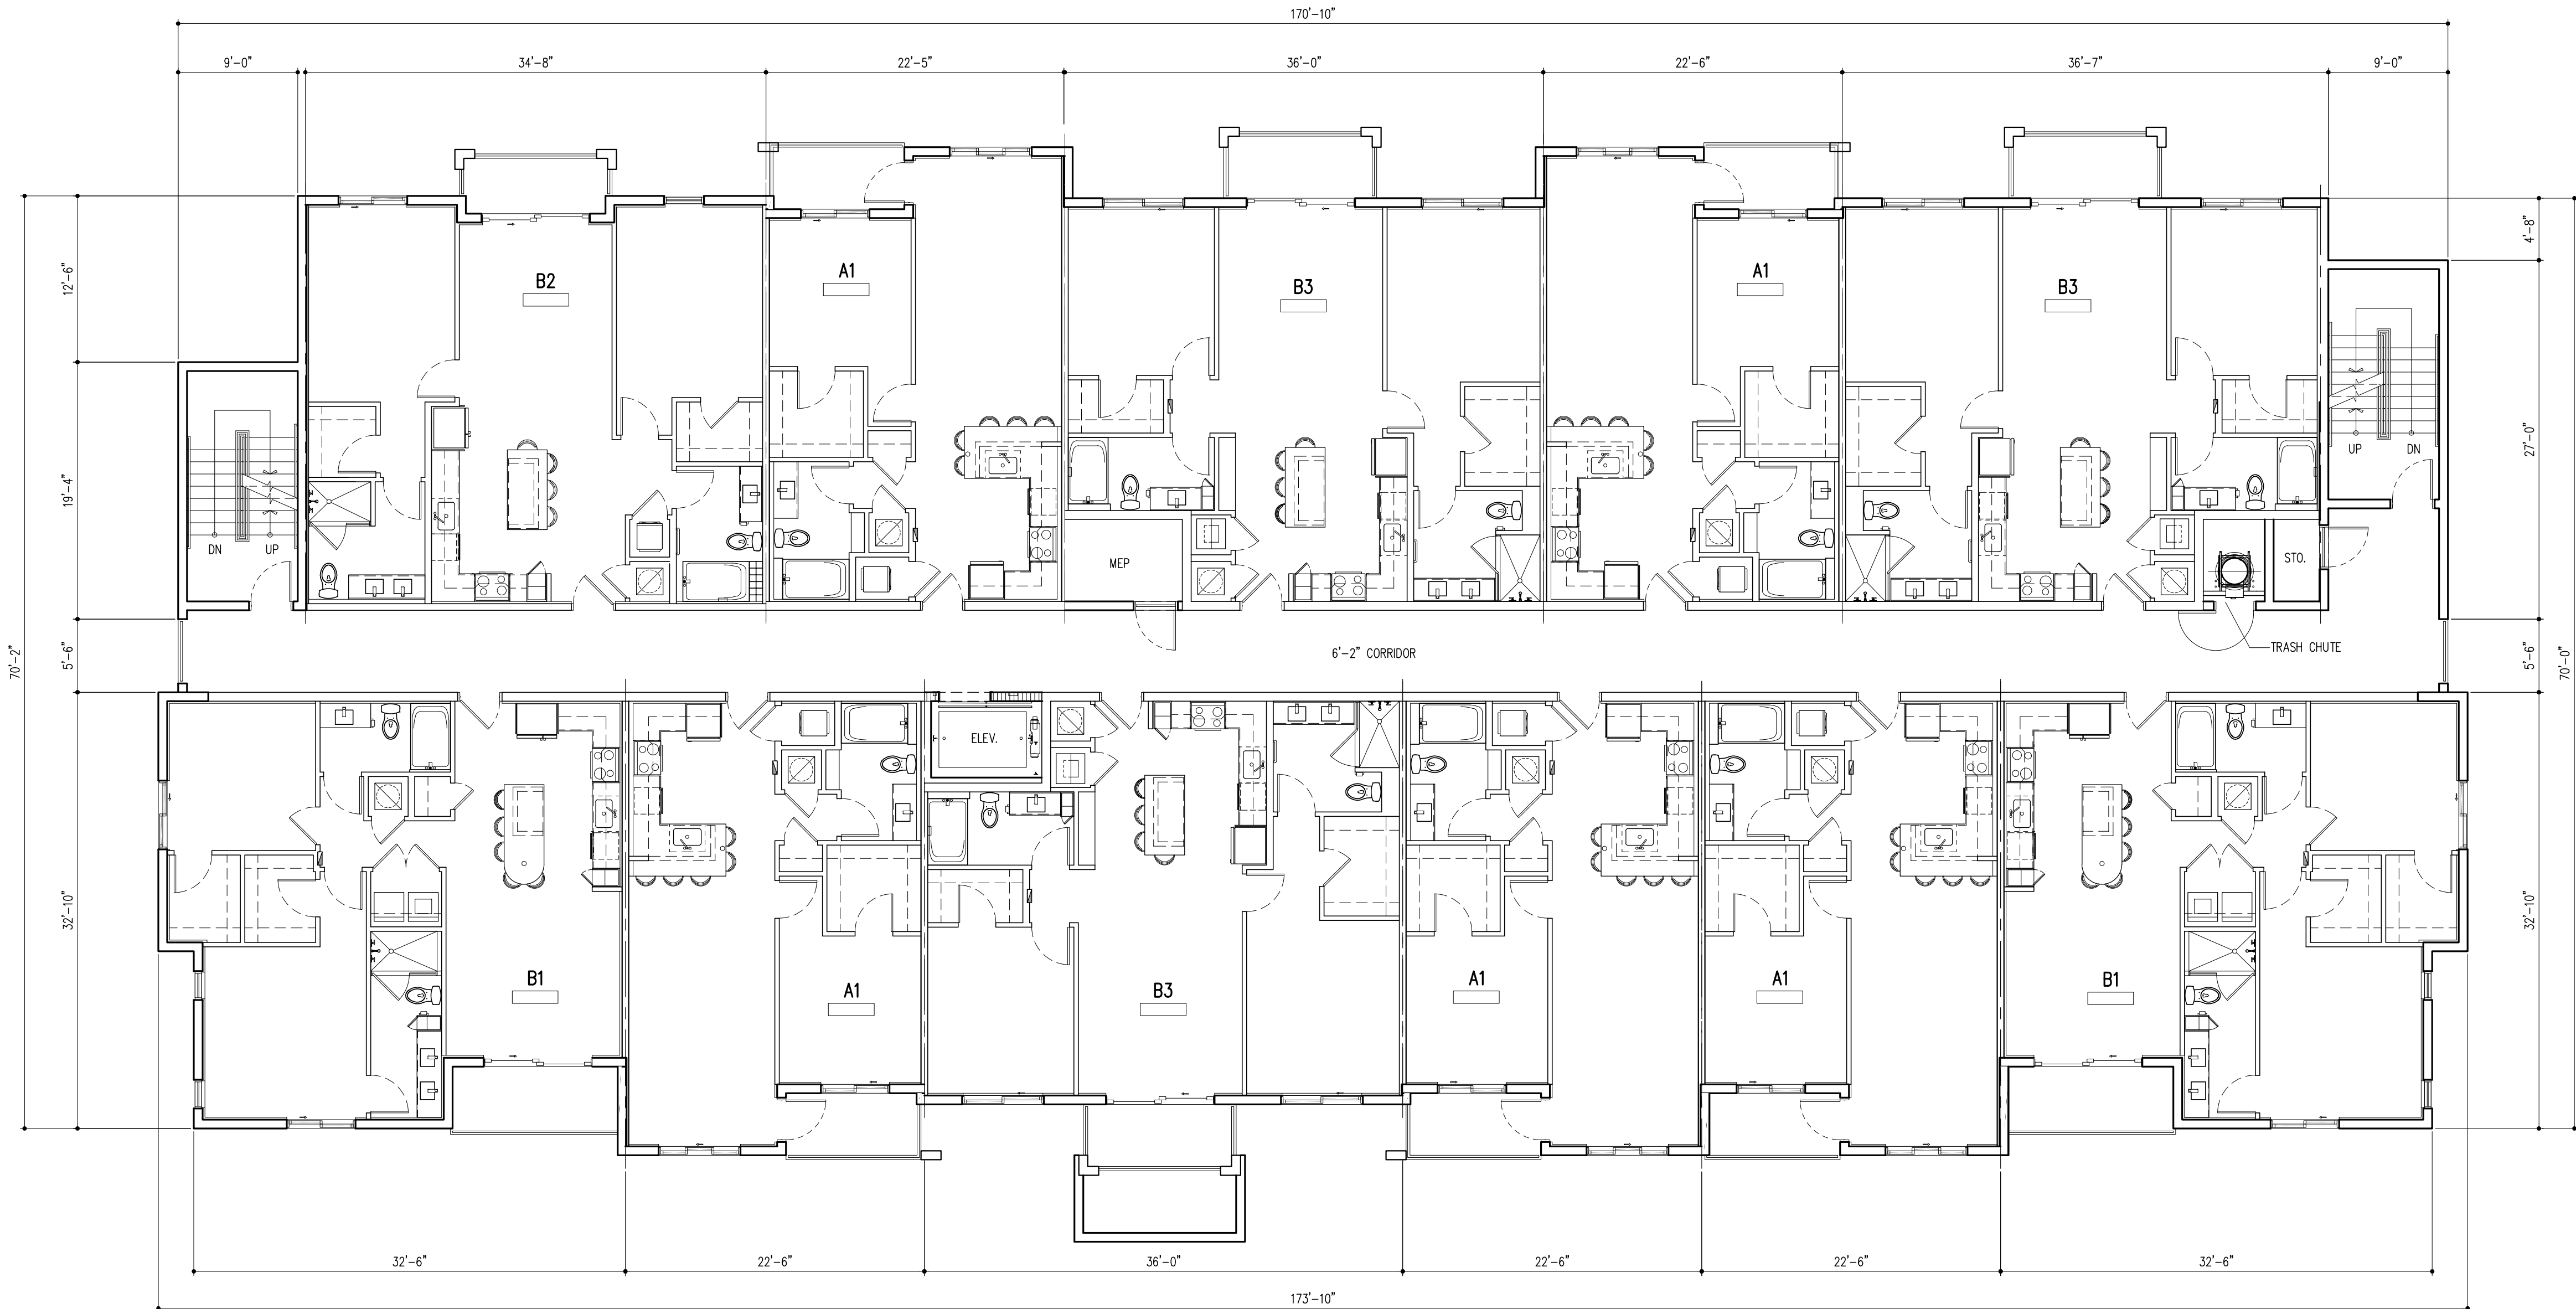 170'-10"
9'-0"
34'-8"
22'-5"
36'-0"
22'-6"
36'-7"
9'-0"
12'-6"
4'-8"
B2
A1
B3
A1
B3
19'-4"
27'-0"
DN
UP
UP
DN
MEP
STO.
70'-2"
5'-6"
6'-2" CORRIDOR
TRASH CHUTE
5'-6"
70'-0"
ELEV.
32'-10"
32'-10"
B1
A1
B3
A1
A1
B1
32'-6"
22'-6"
36'-0"
22'-6"
22'-6"
32'-6"
173'-10"